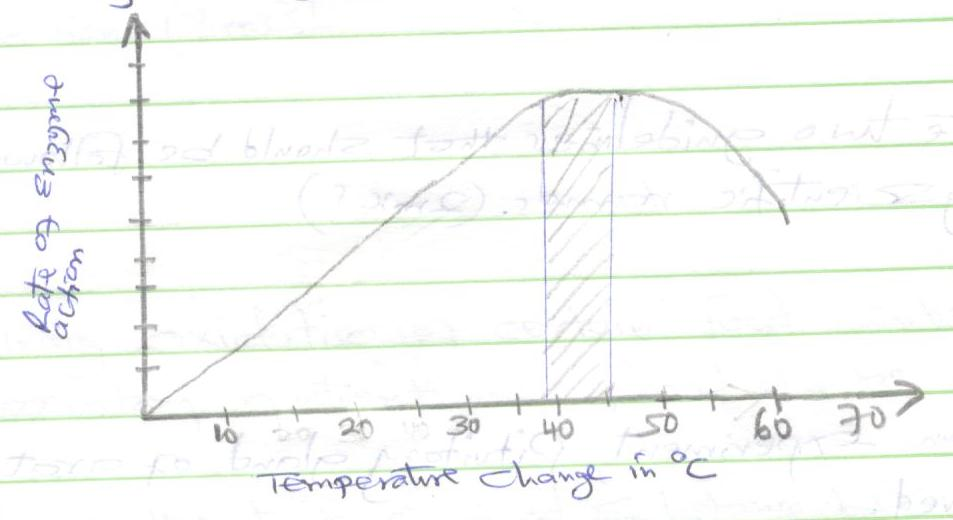 Rate of Enzyme
action
10 20 30 40 50 60 70
Temperature change in °C